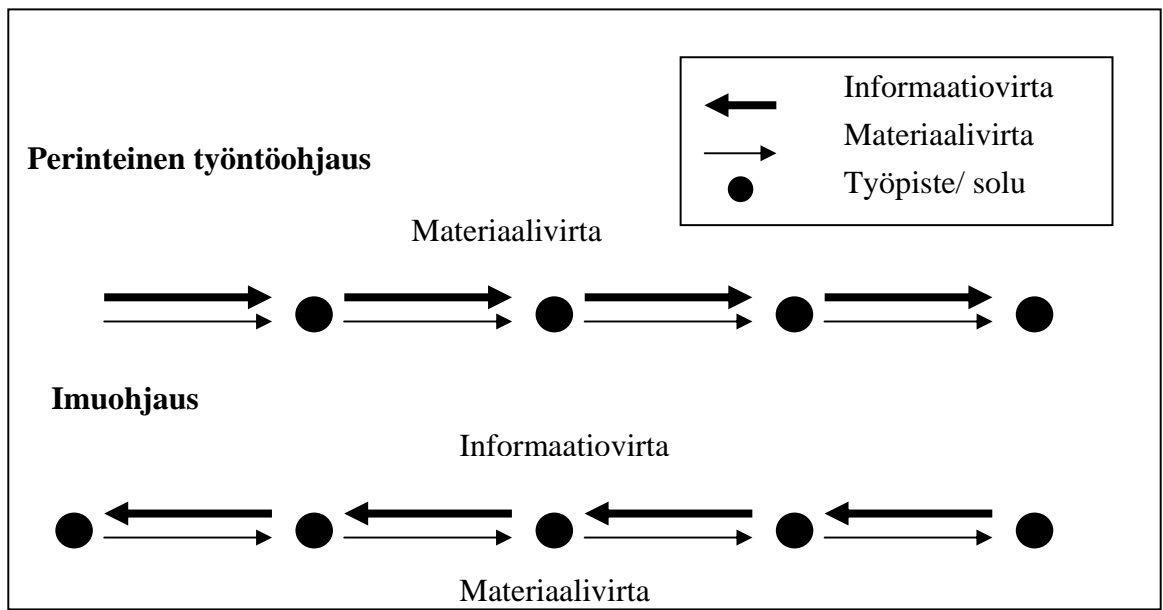 Informaatiovirta
Materiaalivirta
Työpiste/ solu
Perinteinen työntöohjaus
Materiaalivirta
Imuohjaus
Informaatiovirta
Materiaalivirta